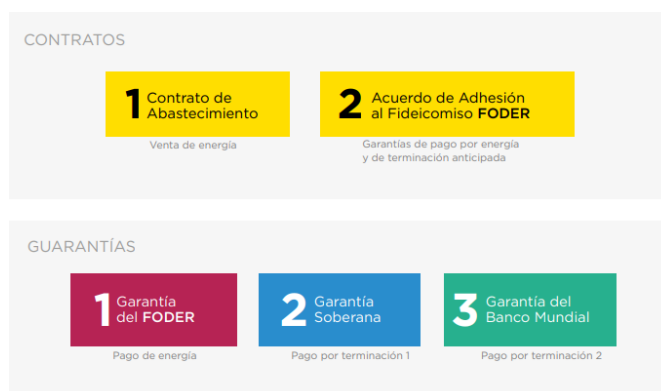 CONTRATOS
1 Contrato de
Abastecimiento
Venta de energía
2 Acuerdo de Adhesión
al Fideicomiso FODER
Garantías de pago por energía
y de terminación anticipada
GUARANTÍAS
1 Garantía
del FODER
Pago de energía
2 Garantía
Soberana
Pago por terminación 1
3 Garantía del
Banco Mundial
Pago por terminación 2